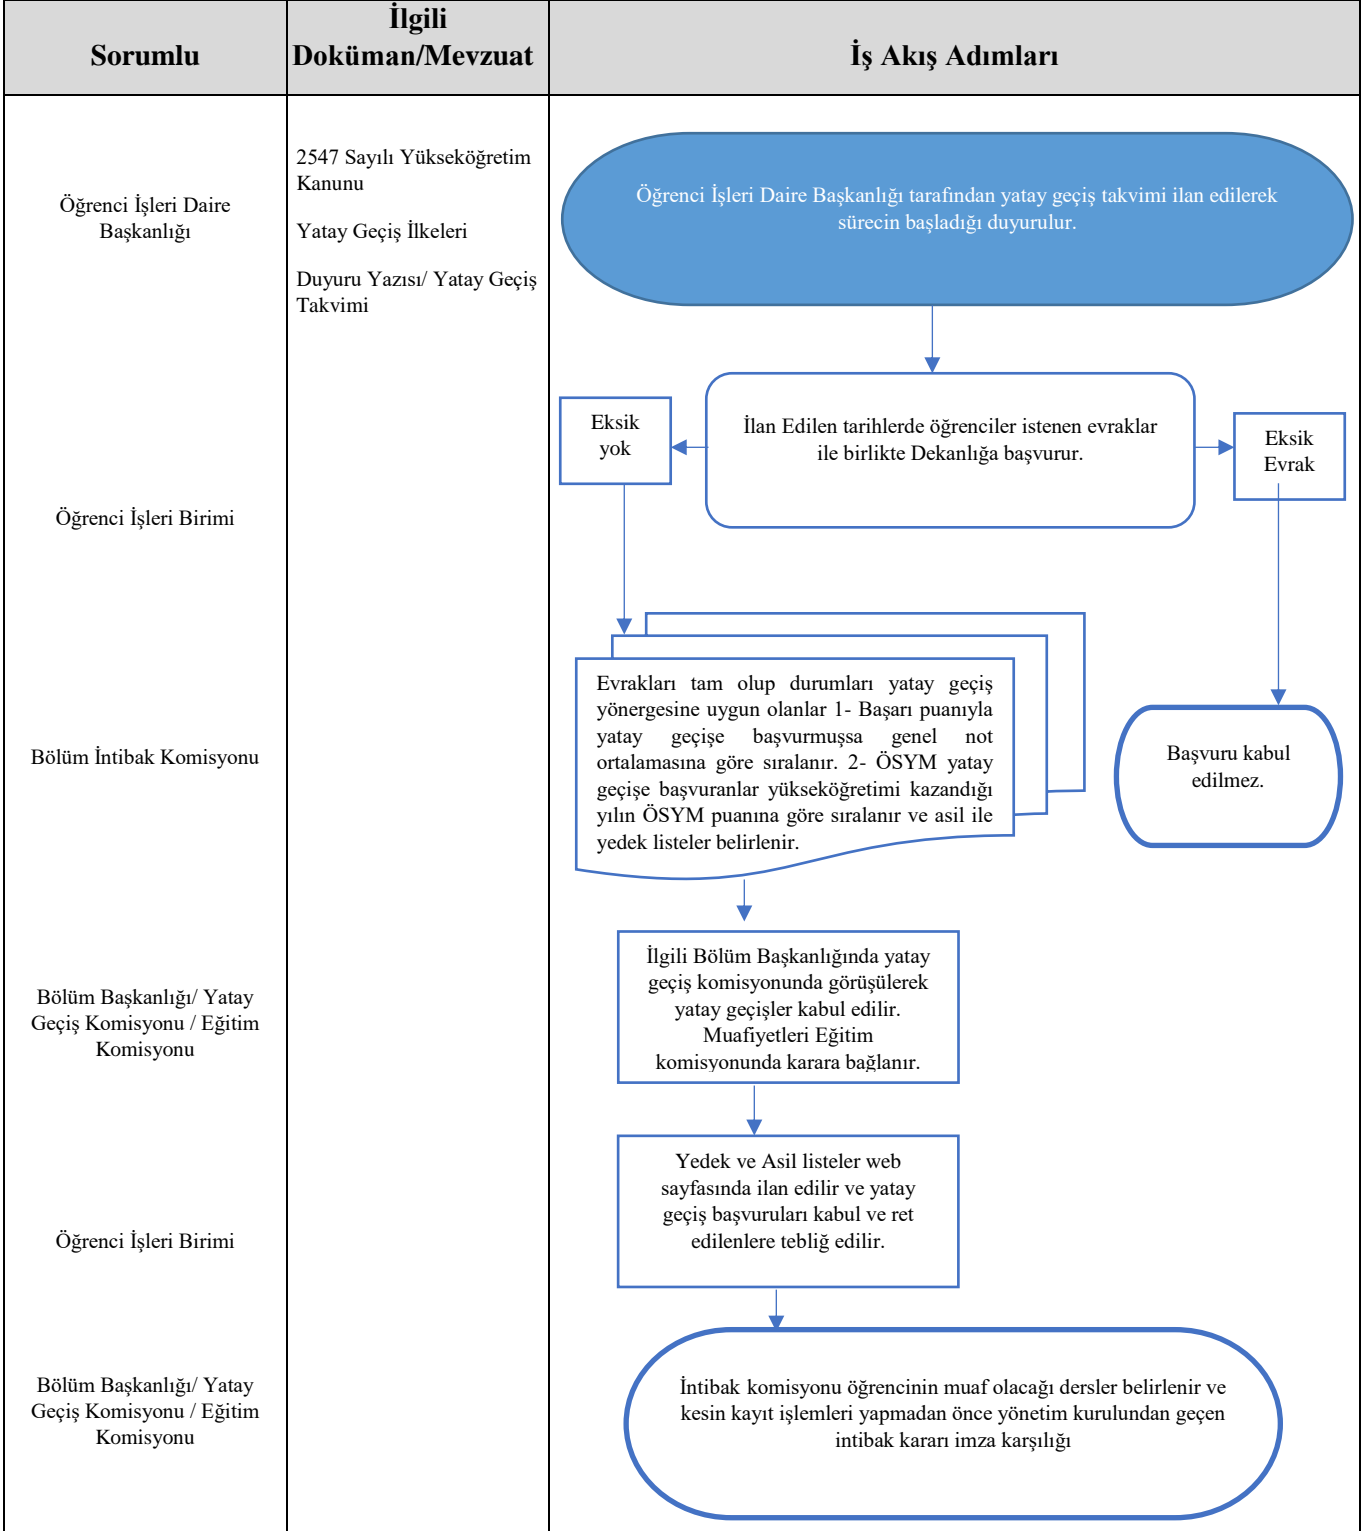 Sorumlu
İlgili
Doküman/Mevzuat
İş Akış Adımları
Öğrenci İşleri Daire
Başkanlığı
2547 Sayılı Yükseköğretim
Kanunu
Yatay Geçiş İlkeleri
Duyuru Yazısı/ Yatay Geçiş
Takvimi
Öğrenci İşleri Daire Başkanlığı tarafından yatay geçiş takvimi ilan edilerek
sürecin başladığı duyurulur.
Öğrenci İşleri Birimi
Eksik
yok
İlan Edilen tarihlerde öğrenciler istenen evraklar
ile birlikte Dekanlığa başvurur.
Eksik
Evrak
Bölüm İntibak Komisyonu
Evrakları tam olup durumları yatay geçiş
yönergesine uygun olanlar 1- Başarı puanıyla
yatay geçişe başvurmuşsa genel not
ortalamasına göre sıralanır. 2- ÖSYM yatay
geçişe başvuranlar yükseköğretimi kazandığı
yılın ÖSYM puanına göre sıralanır ve asil ile
yedek listeler belirlenir.
Başvuru kabul
edilmez.
Bölüm Başkanlığı/ Yatay
Geçiş Komisyonu / Eğitim
Komisyonu
İlgili Bölüm Başkanlığında yatay
geçiş komisyonunda görüşülerek
yatay geçişler kabul edilir.
Muafiyetleri Eğitim
komisyonunda karara bağlanır.
Öğrenci İşleri Birimi
Yedek ve Asil listeler web
sayfasında ilan edilir ve yatay
geçiş başvuruları kabul ve ret
edilenlere tebliğ edilir.
Bölüm Başkanlığı/ Yatay
Geçiş Komisyonu / Eğitim
Komisyonu
İntibak komisyonu öğrencinin muaf olacağı dersler belirlenir ve
kesin kayıt işlemleri yapmadan önce yönetim kurulundan geçen
intibak kararı imza karşılığı